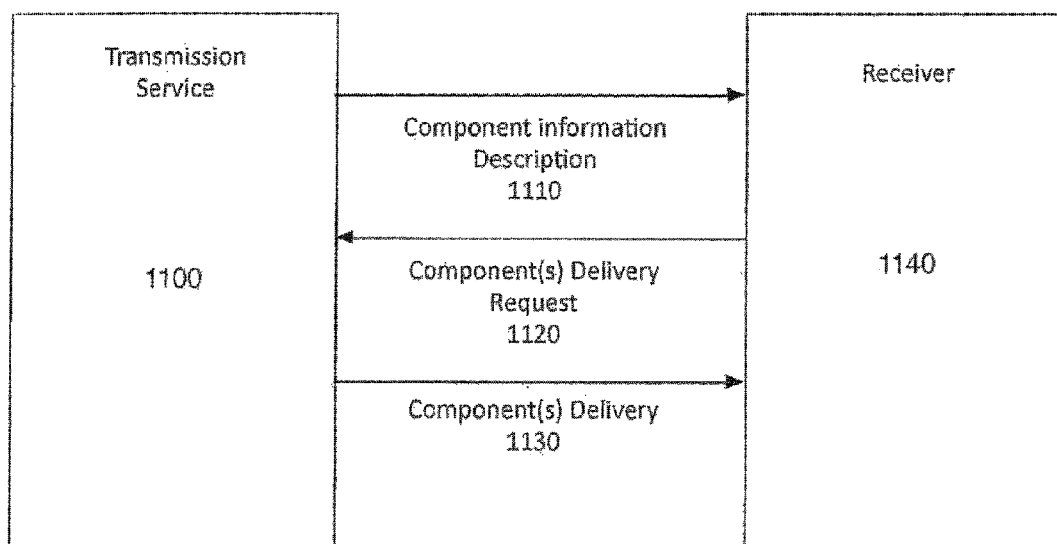 Transmission
Service
1100
Component information
Description
1110
Component(s) Delivery
Request
1120
Component(s) Delivery
1130
Receiver
1140